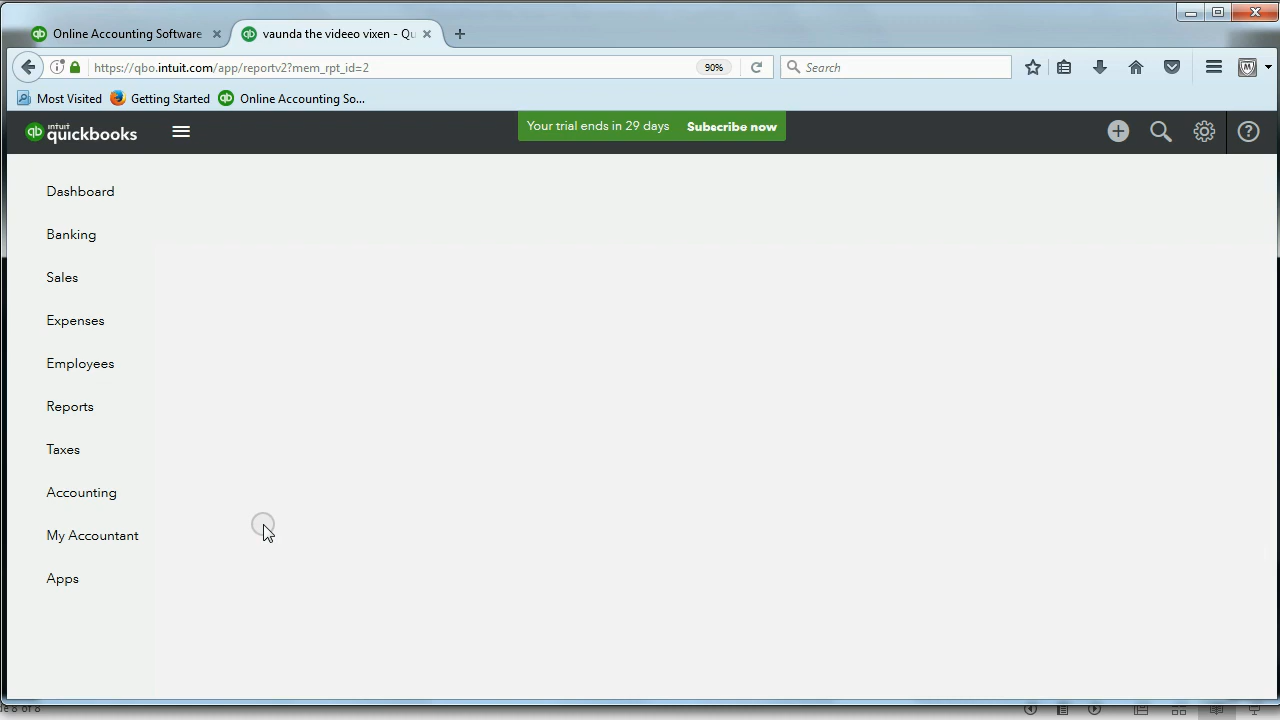 Online Accounting Software
vaunda the videeo vixen - Qu
https://qbo.intuit.com/app/reportv2?mem_rpt_id=2
90%
Search
Most Visited
Getting Started
Online Accounting So...
intuit
quickbooks
Your trial ends in 29 days Subscribe now
Dashboard
Banking
Sales
Expenses
Employees
Reports
Taxes
Accounting
My Accountant
Apps